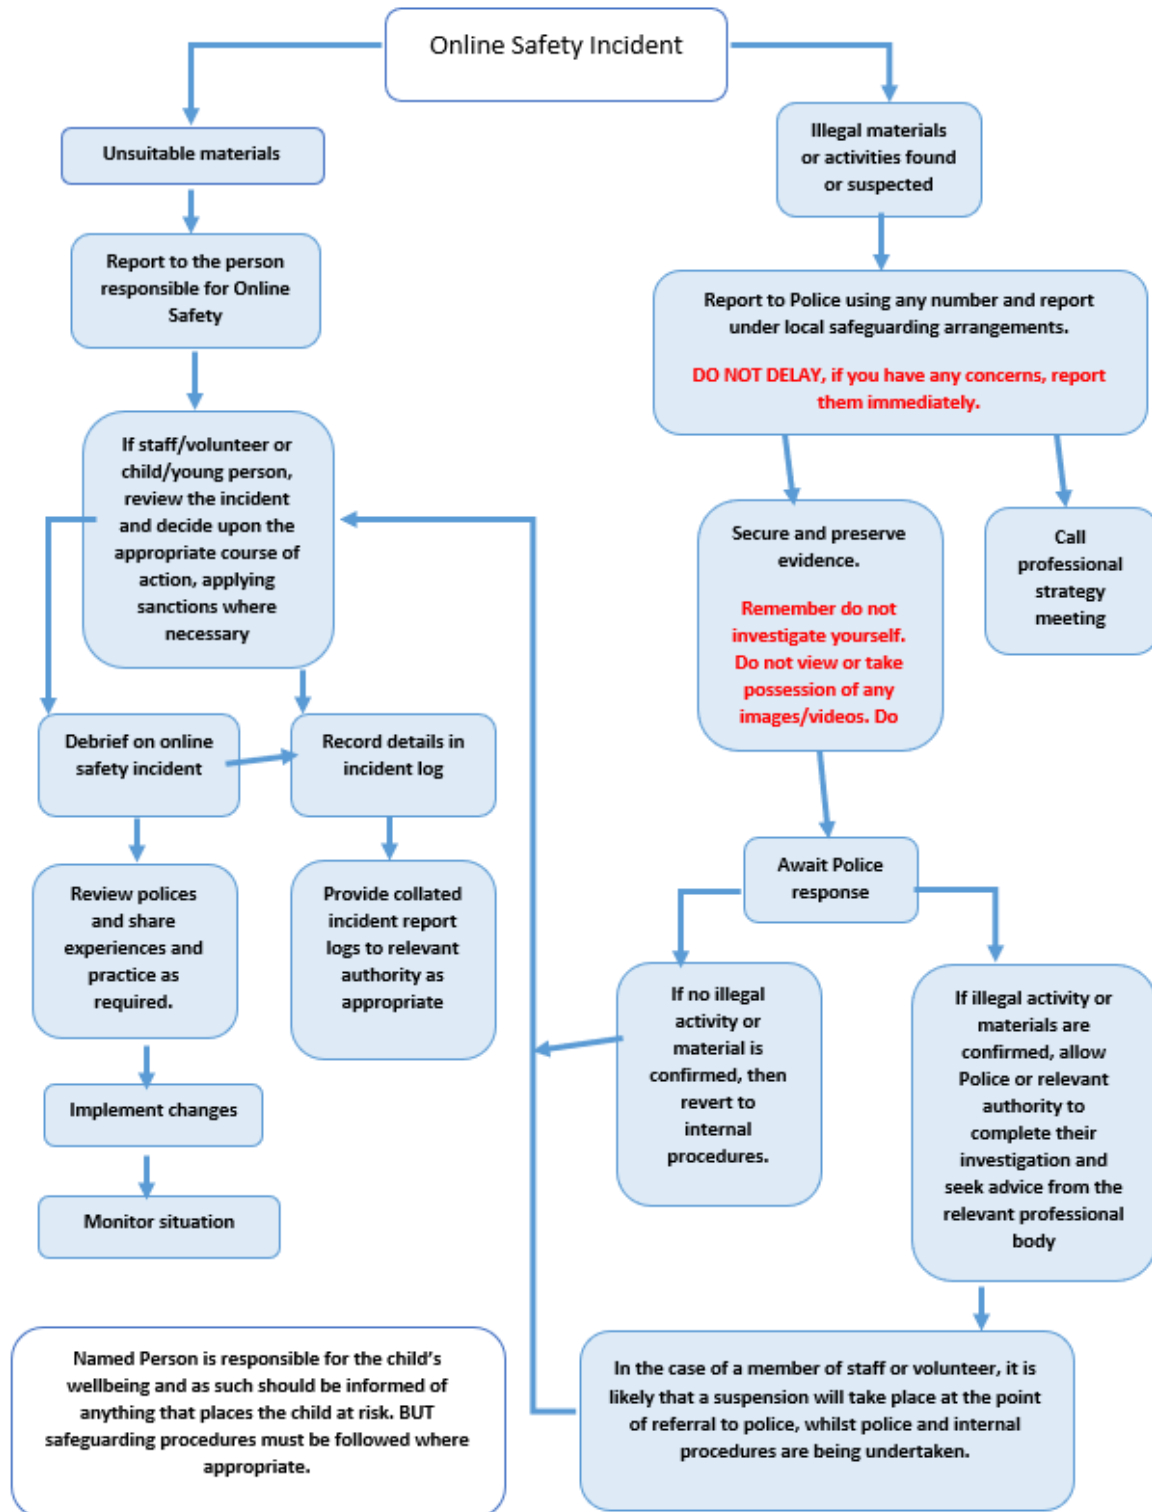 Online Safety Incident
Unsuitable materials
Report to the person
responsible for Online
Safety
If staff/volunteer or
child/young person,
review the incident
and decide upon the
appropriate course of
action, applying
sanctions where
necessary
Debrief on online
safety incident
Record details in
incident log
Review polices
and share
experiences and
practice as
required.
Provide collated
incident report
logs to relevant
authority as
appropriate
Implement changes
Monitor situation
Illegal materials
or activities found
or suspected
Report to Police using any number and report
under local safeguarding arrangements.
DO NOT DELAY, if you have any concerns, report
them immediately.
Secure and preserve
evidence.
Remember do not
investigate yourself.
Do not view or take
possession of any
images/videos. Do
Call
professional
strategy
meeting
Await Police
response
If no illegal
activity or
material is
confirmed, then
revert to
internal
procedures.
If illegal activity or
materials are
confirmed, allow
Police or relevant
authority to
complete their
investigation and
seek advice from the
relevant professional
body
In the case of a member of staff or volunteer, it is
likely that a suspension will take place at the point
of referral to police, whilst police and internal
procedures are being undertaken.
Named Person is responsible for the child’s
wellbeing and as such should be informed of
anything that places the child at risk. BUT
safeguarding procedures must be followed where
appropriate.